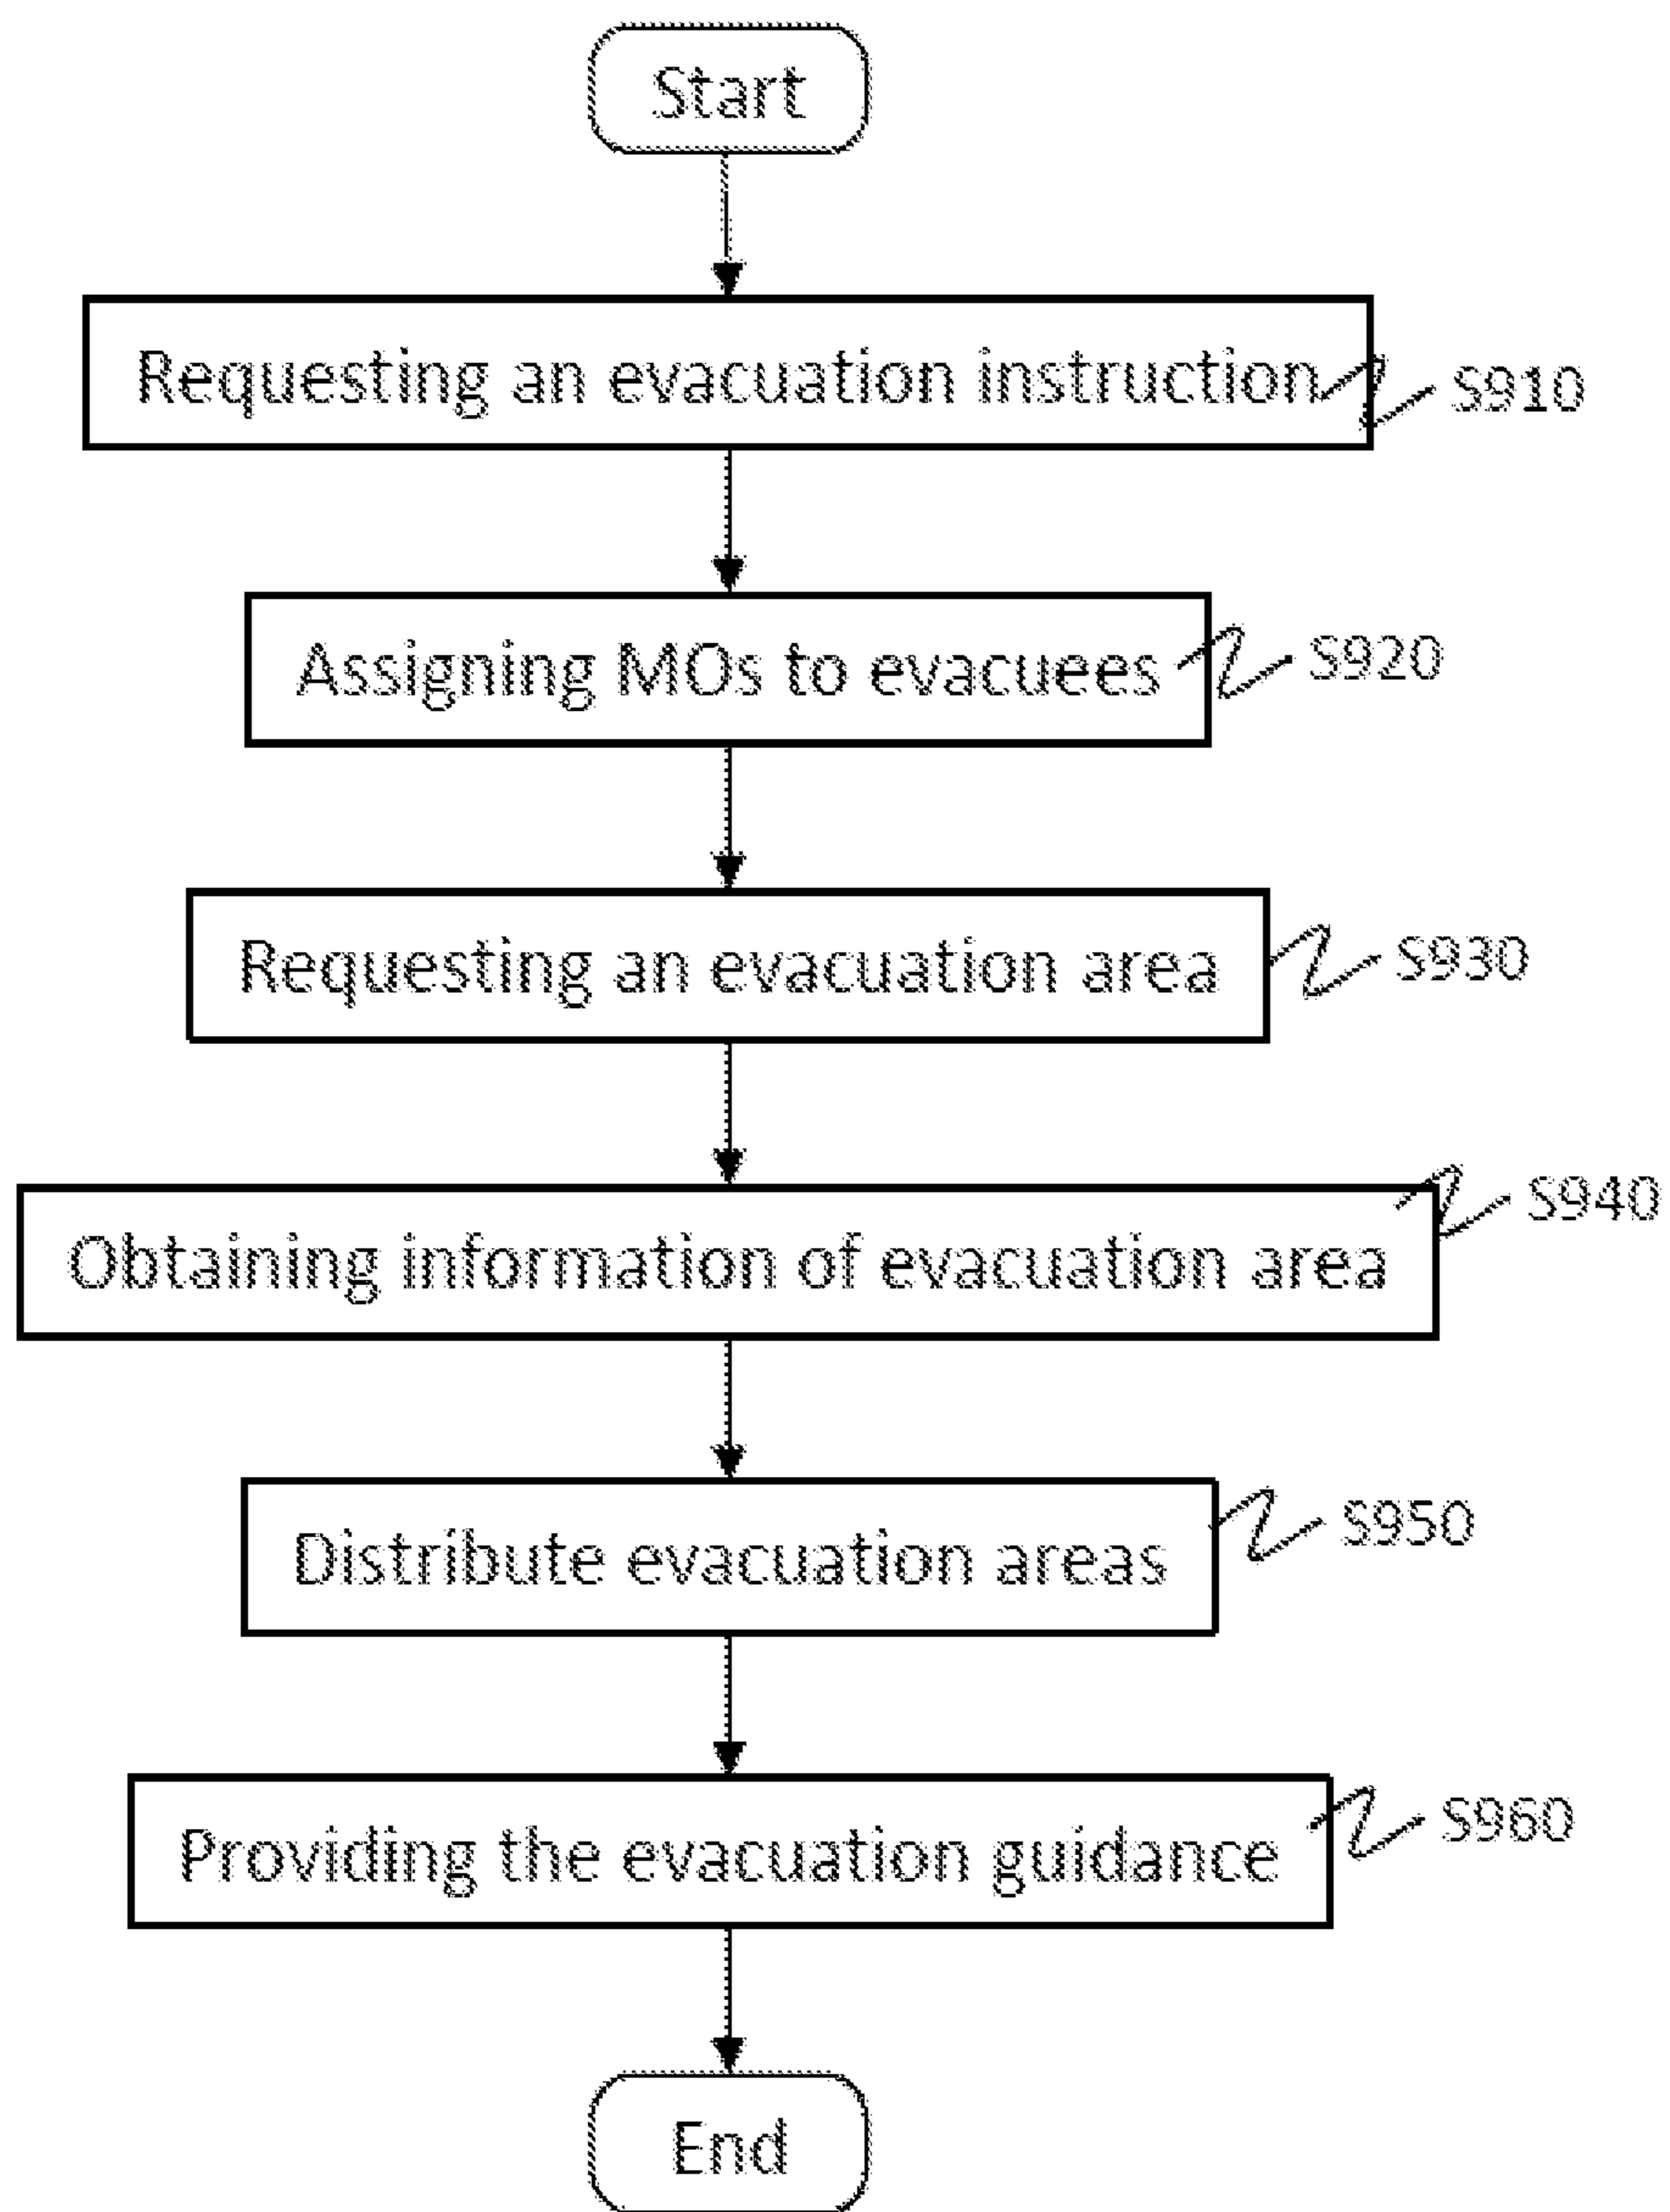 Start
Requesting an evacuation instruction
S910
Assigning MOs to evacuees
S920
Requesting an evacuation area
S930
Obtaining information of evacuation area
S940
Distribute evacuation areas
S950
Providing the evacuation guidance
S960
End